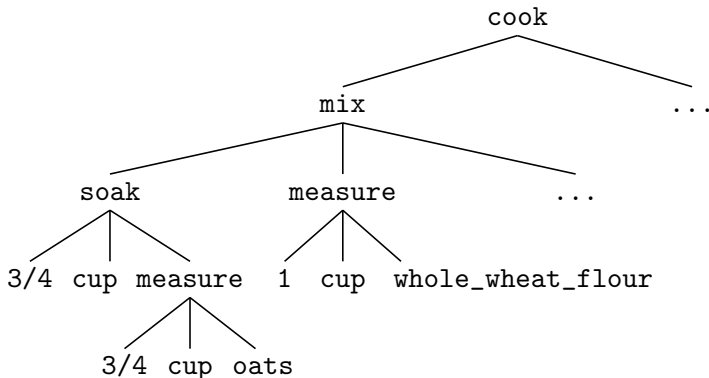 cook
mix ...
soak measure ...
3/4 cup measure 1 cup whole_wheat_flour
3/4 cup oats